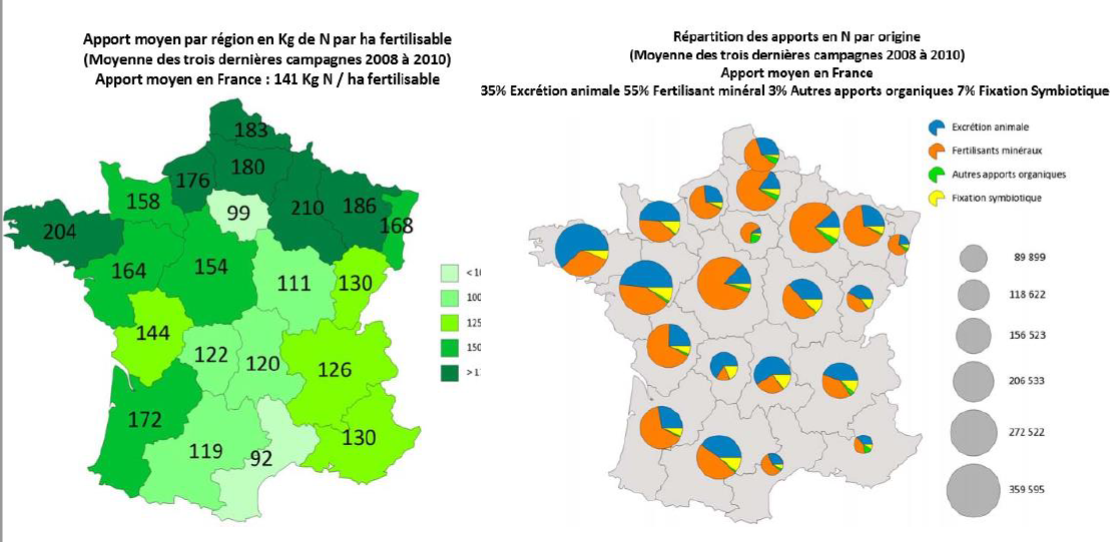 Apport moyen par région en Kg de N par ha fertilisable
(Moyenne des trois dernières campagnes 2008 à 2010)
Apport moyen en France : 141 Kg N / ha fertilisable
183
180
176
158
99
210
186
168
204
164
154
111
130
144
122
120
126
172
119
92
130
100
125
150
Répartition des apports en N par origine
(Moyenne des trois dernières campagnes 2008 à 2010)
Apport moyen en France
35% Excrétion animale 55% Fertilisant minéral 3% Autres apports organiques 7% Fixation Symbiotique
Excrétion animale
Fertilisants minéraux
Autres apports organiques
Fixation symbiotique
89 899
118 622
156 523
206 533
272 522
359 595